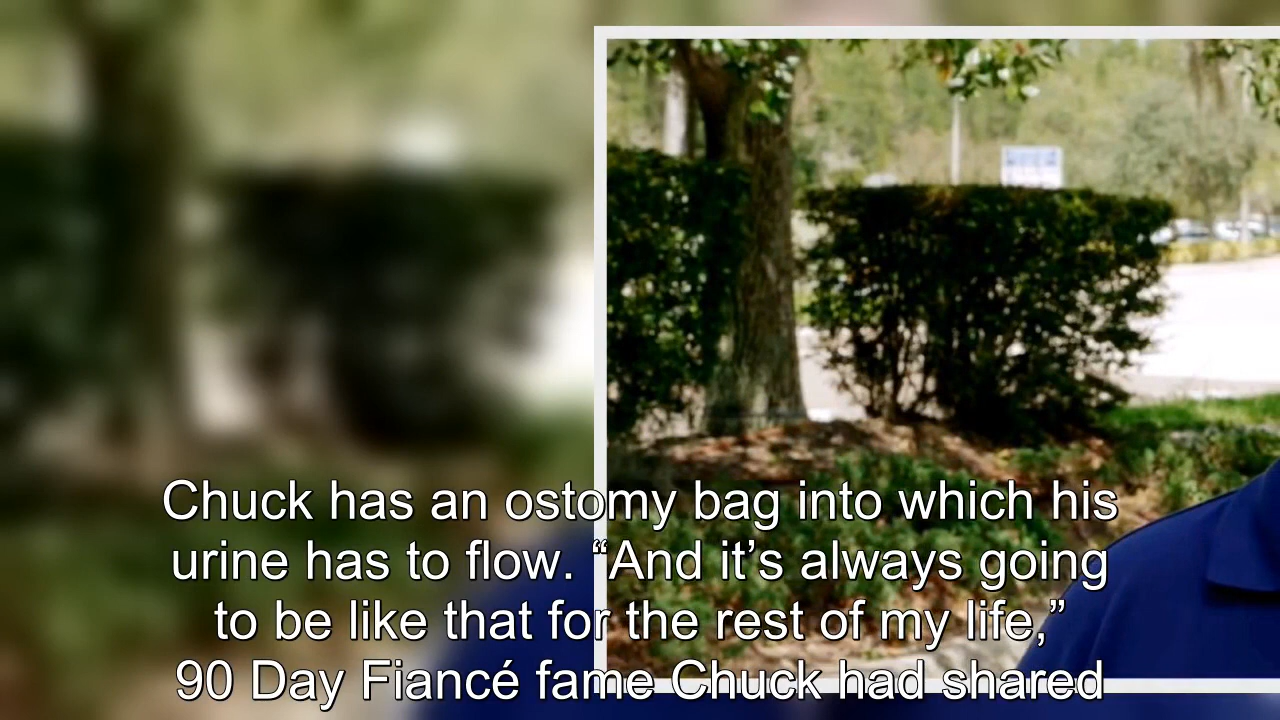 Chuck has an ostomy bag into which his
urine has to flow. “And it’s always going
to be like that for the rest of my life,”
90 Day Fiancé fame Chuck had shared